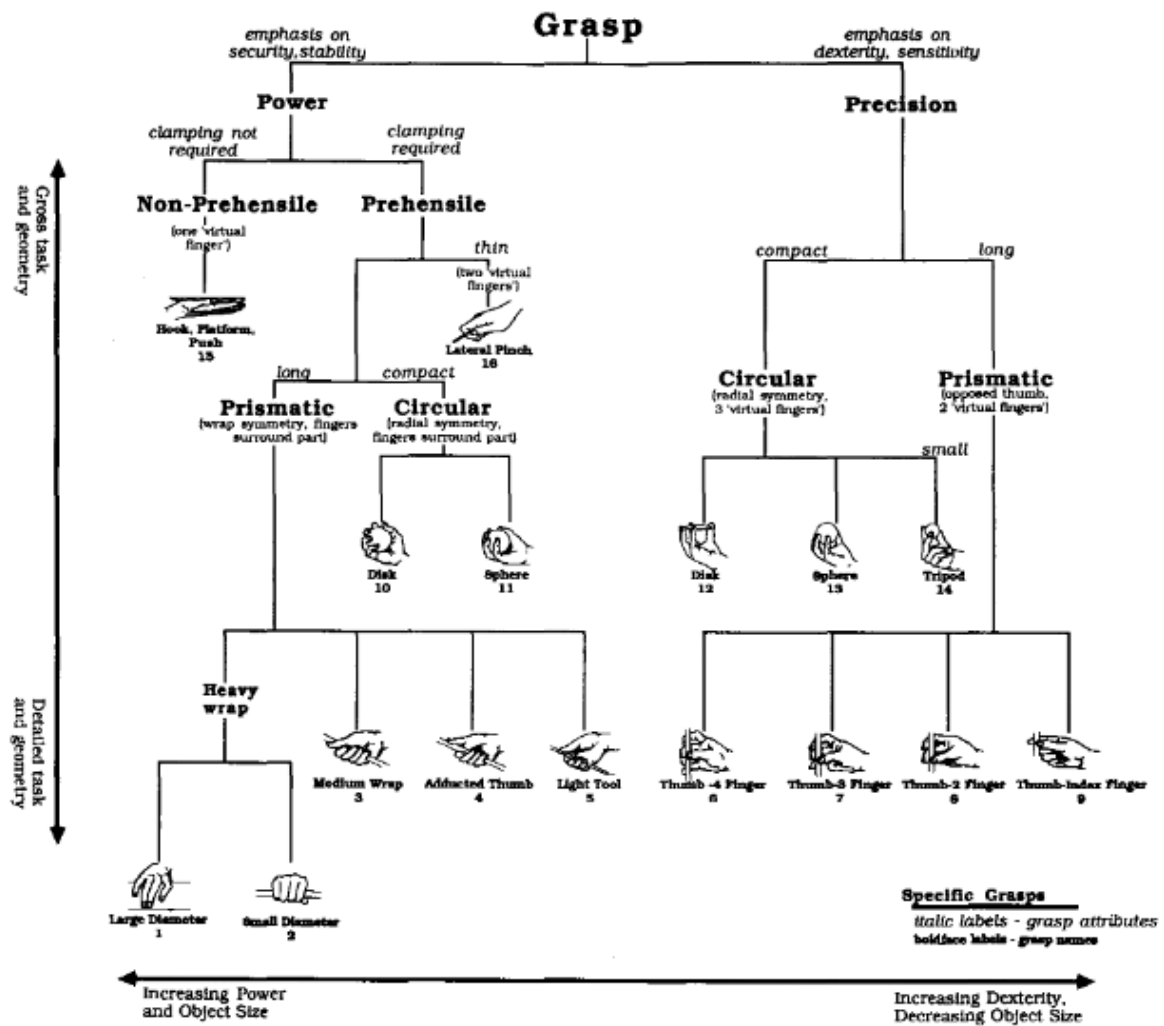 Grasp
emphasis on
security, stability
emphasis on
dexterity, sensitivity
Power
Precision
clamping not
required
clamping
required
Gross task
and geometry
Non-Prehensile
(one 'virtual
finger')
Prehensile
thin
(two 'virtual
fingers')
compact
long
Hook, Platform,
Push
15
Lateral Pinch
16
long
compact
Prismatic
(wrap symmetry, fingers
surround part)
Circular
(radial symmetry,
fingers surround part)
Circular
(radial symmetry,
3 'virtual fingers')
Prismatic
(opposed thumb,
2 'virtual fingers')
small
Disk
10
Sphere
11
Disk
12
Sphere
13
Tripod
14
Detailed task
and geometry
Heavy
wrap
Medium Wrap
3
Adducted Thumb
4
Light Tool
5
Thumb -4 Finger
6
Thumb-3 Finger
7
Thumb-2 Finger
8
Thumb-index Finger
9
Large Diameter
1
Small Diameter
2
Specific Grasps
italic labels - grasp attributes
boldface labels - grasp names
Increasing Power
and Object Size
Increasing Dexterity,
Decreasing Object Size